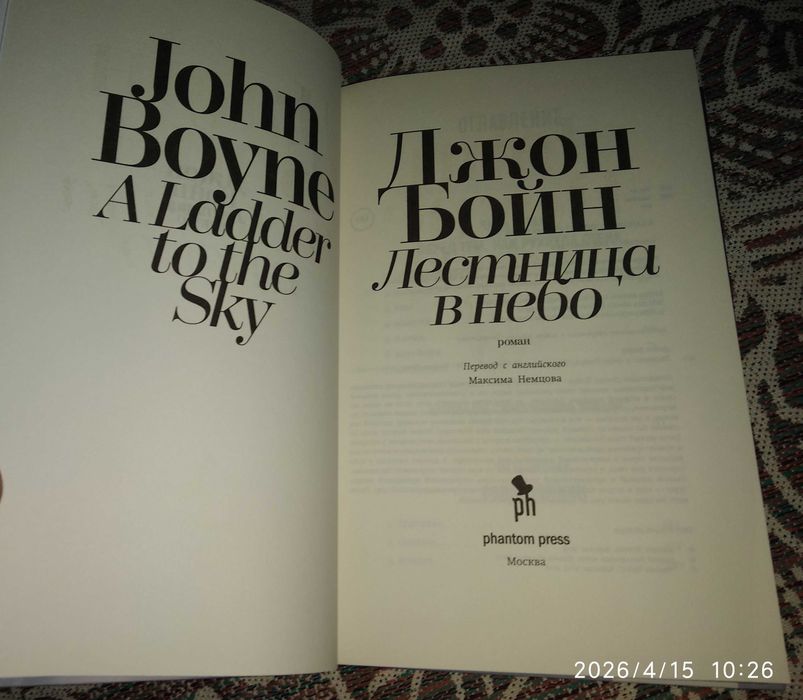 John
Boyne
A Ladder
to the
Sky
Джон
Бойн
Лестница
в небо
роман
Перевод с английского
Максима Немцова
ph
phantom press
Москва
2026/4/15 10:26